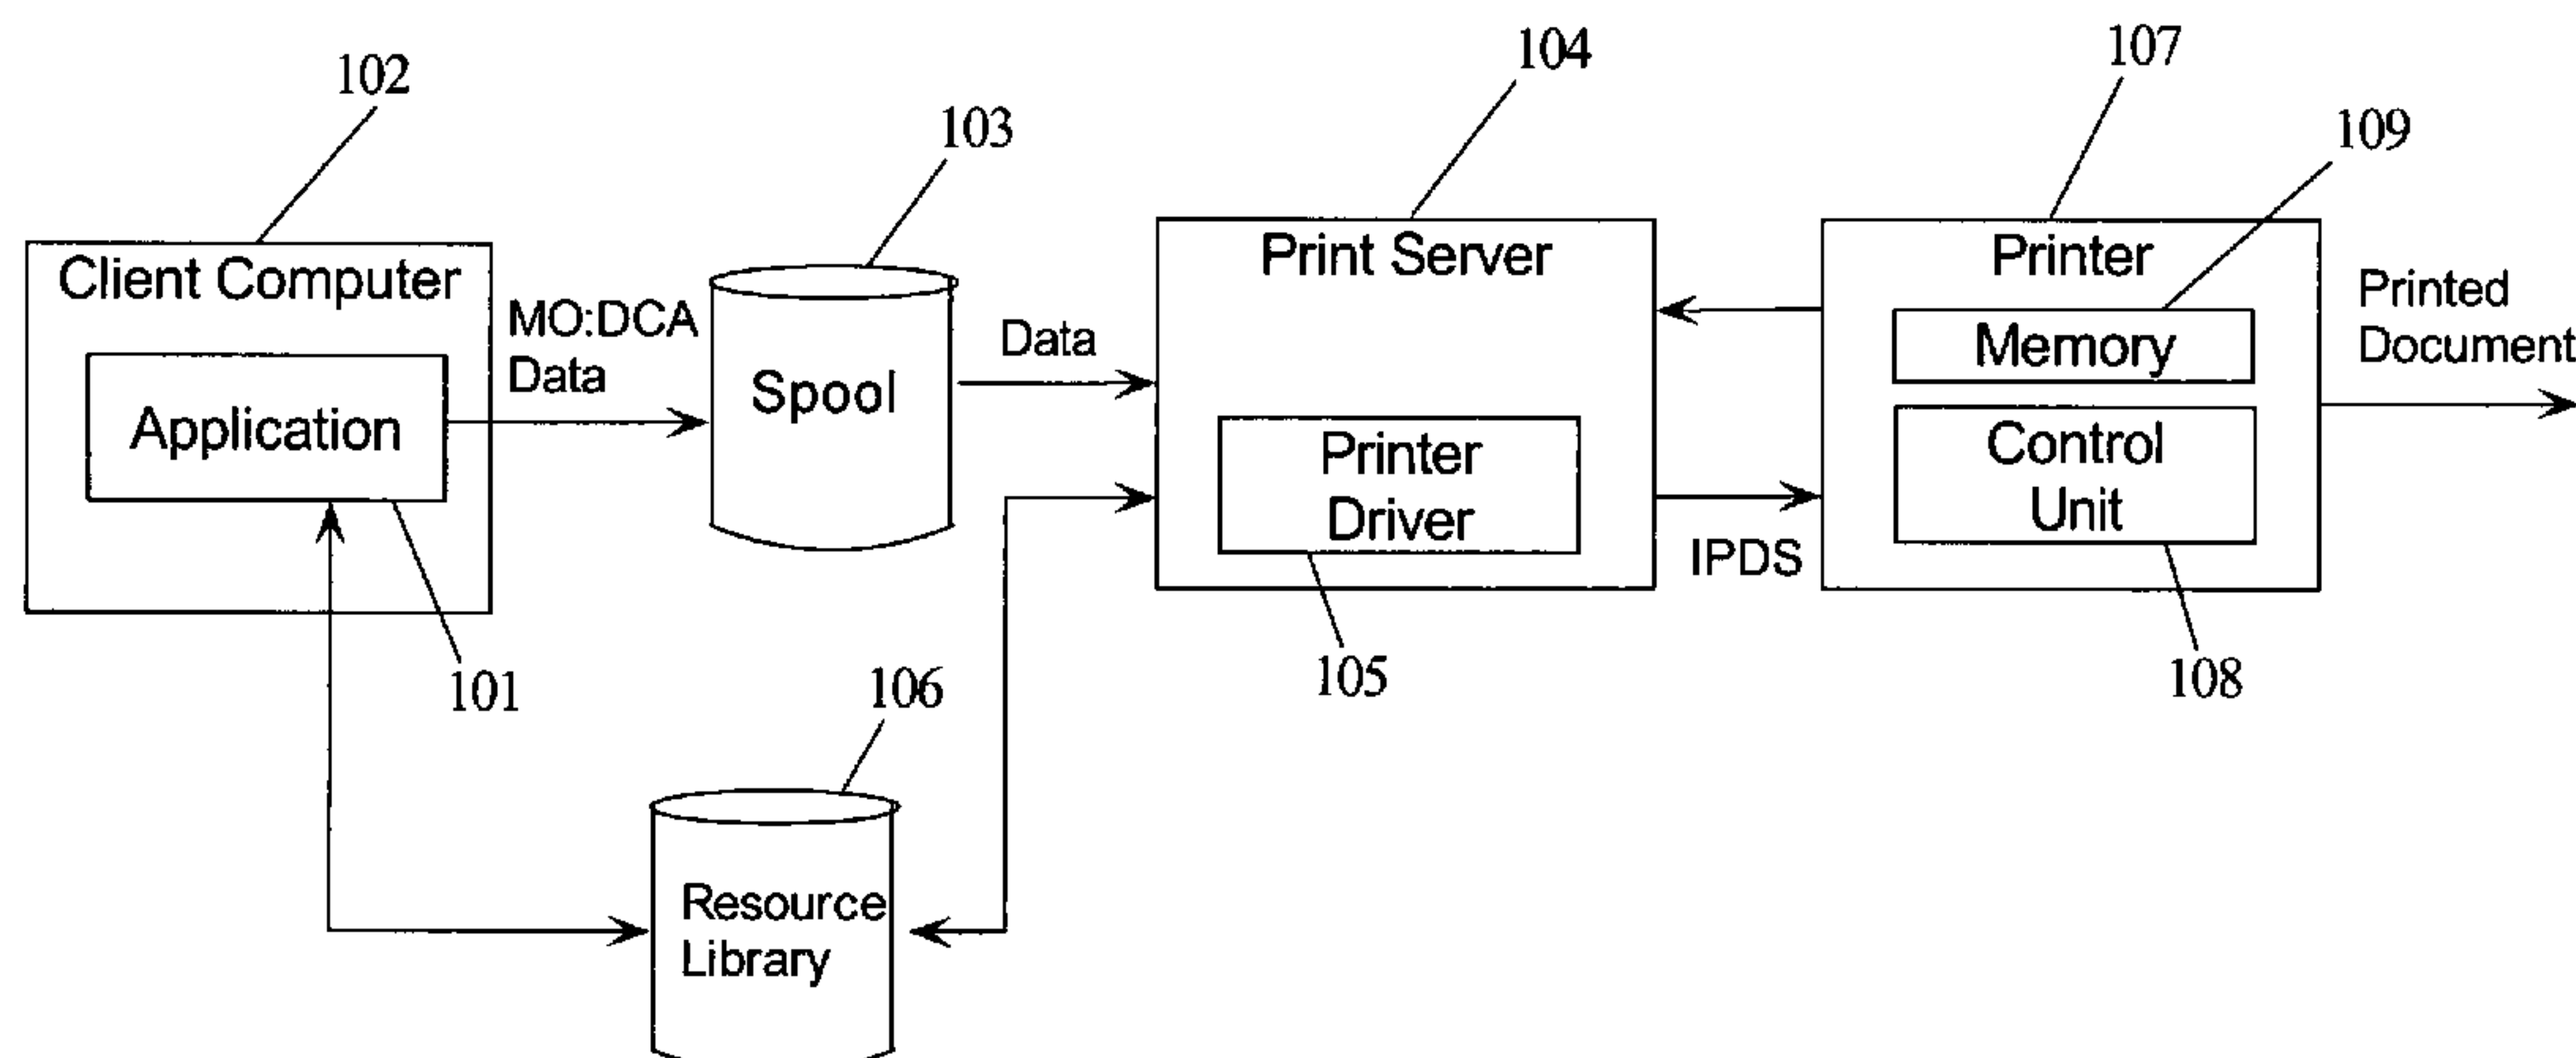 102
103
104
107
109
Client Computer
MO:DCA
Data
Application
101
Spool
Data
Print Server
Printer
Driver
105
IPDS
Printer
Memory
Control
Unit
108
Printed
Document
106
Resource
Library